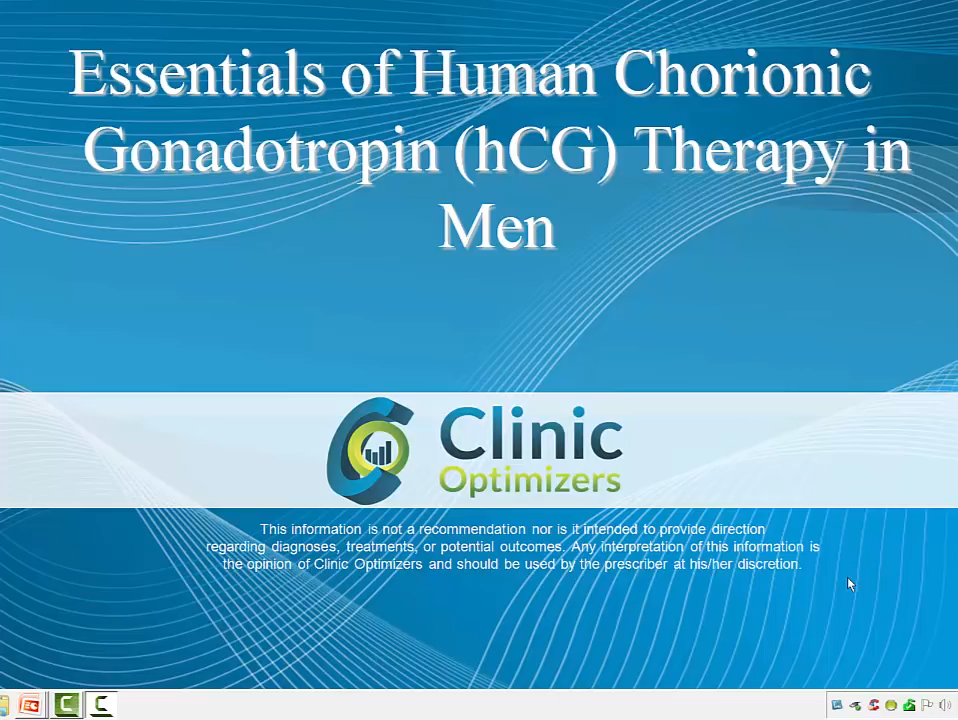 Essentials of Human Chorionic
Gonadotropin (hCG) Therapy in
Men
Clinic
Optimizers
This information is not a recommendation nor is it intended to provide direction
regarding diagnoses, treatments, or potential outcomes. Any interpretation of this information is
the opinion of Clinic Optimizers and should be used by the prescriber at his/her discretion.